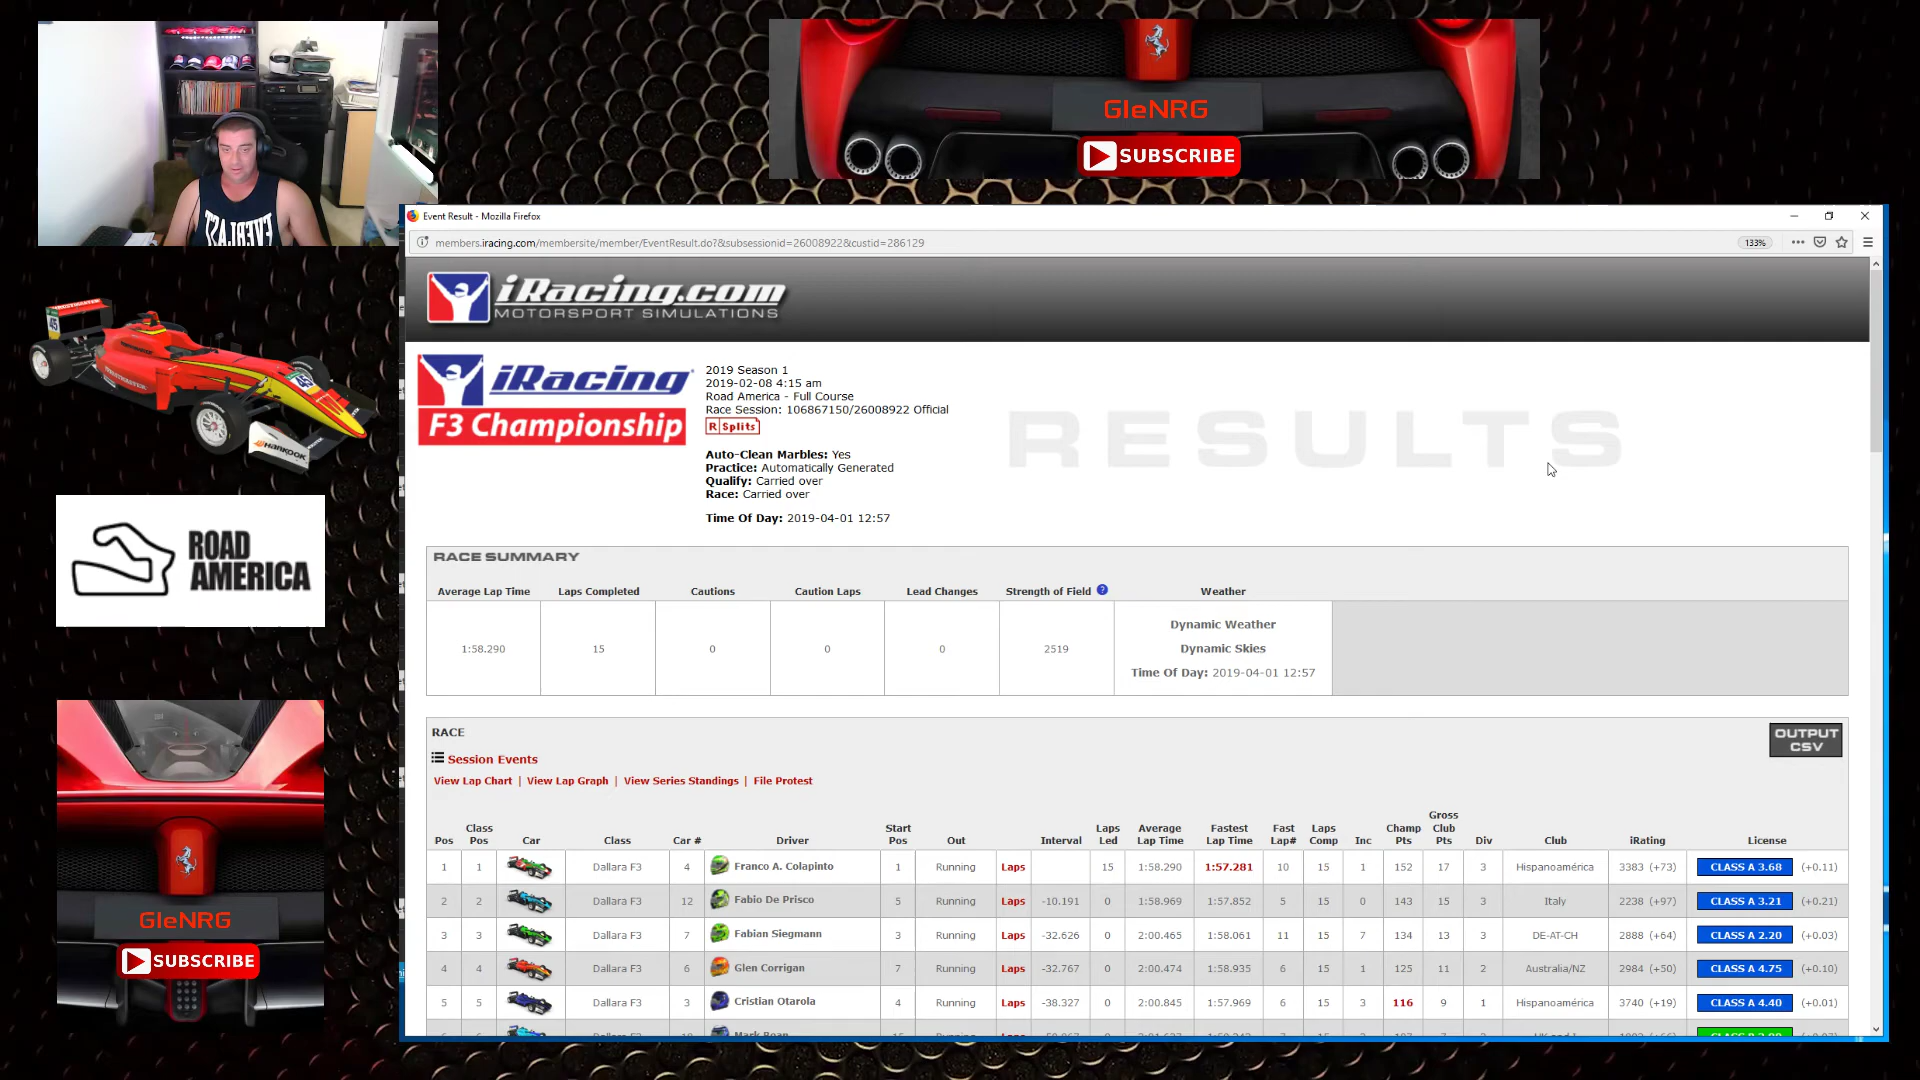 GleNRG
SUBSCRIBE
EVERLAST
Event Result - Mozilla Firefox
members.iracing.com/membersite/member/EventResult.do?&subsessionid=26008922&custid=286129
133%
iRacing.com
MOTORSPORT SIMULATIONS
iRacing
F3 Championship
2019 Season 1
2019-02-08 4:15 am
Road America - Full Course
Race Session: 106867150/26008922 Official
R Splits
Auto-Clean Marbles: Yes
Practice: Automatically Generated
Qualify: Carried over
Race: Carried over
Time Of Day: 2019-04-01 12:57
RESULTS
HANKOOK
ROAD
AMERICA
GleNRG
SUBSCRIBE
RACE SUMMARY
Average Lap Time Laps Completed Cautions Caution Laps Lead Changes Strength of Field ? Weather
1:58.290 15 0 0 0 2519 Dynamic Weather
Dynamic Skies
Time Of Day: 2019-04-01 12:57
RACE
OUTPUT
CSV
Session Events
View Lap Chart | View Lap Graph | View Series Standings | File Protest
Pos Class Pos Car Class Car # Driver Start Pos Out Interval Laps Led Average Lap Time Fastest Lap Time Fast Lap# Laps Comp Inc Champ Pts Gross Club Pts Div Club iRating License
1 1 Dallara F3 4 Franco A. Colapinto 1 Running Laps 15 1:58.290 1:57.281 10 15 1 152 17 3 Hispanoamérica 3383 (+73) CLASS A 3.68 (+0.11)
2 2 Dallara F3 12 Fabio De Prisco 5 Running Laps -10.191 0 1:58.969 1:57.852 5 15 0 143 15 3 Italy 2238 (+97) CLASS A 3.21 (+0.21)
3 3 Dallara F3 7 Fabian Siegmann 3 Running Laps -32.626 0 2:00.465 1:58.061 11 15 7 134 13 3 DE-AT-CH 2888 (+64) CLASS A 2.20 (+0.03)
4 4 Dallara F3 6 Glen Corrigan 7 Running Laps -32.767 0 2:00.474 1:58.935 6 15 1 125 11 2 Australia/NZ 2984 (+50) CLASS A 4.75 (+0.10)
5 5 Dallara F3 3 Cristian Otarola 4 Running Laps -38.327 0 2:00.845 1:57.969 6 15 3 116 9 1 Hispanoamérica 3740 (+19) CLASS A 4.40 (+0.01)